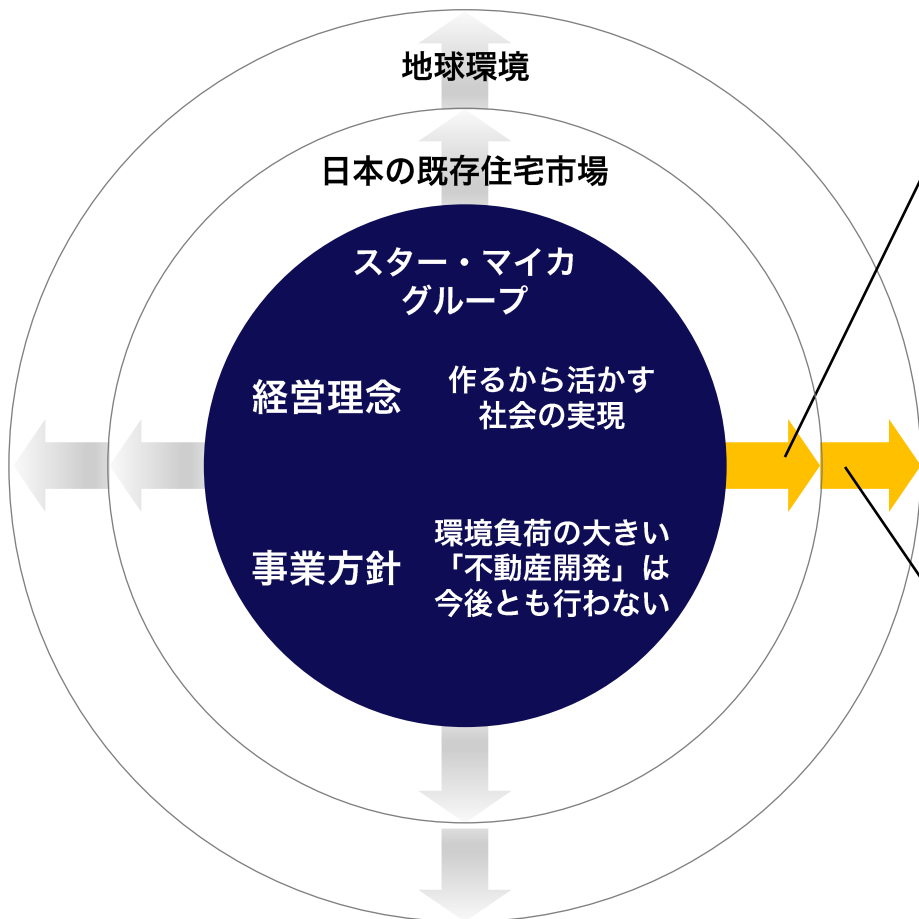 地球環境
日本の既存住宅市場
スター・マイカ
グループ
経営理念
作るから活かす
社会の実現
事業方針
環境負荷の大きい
「不動産開発」は
今後とも行わない